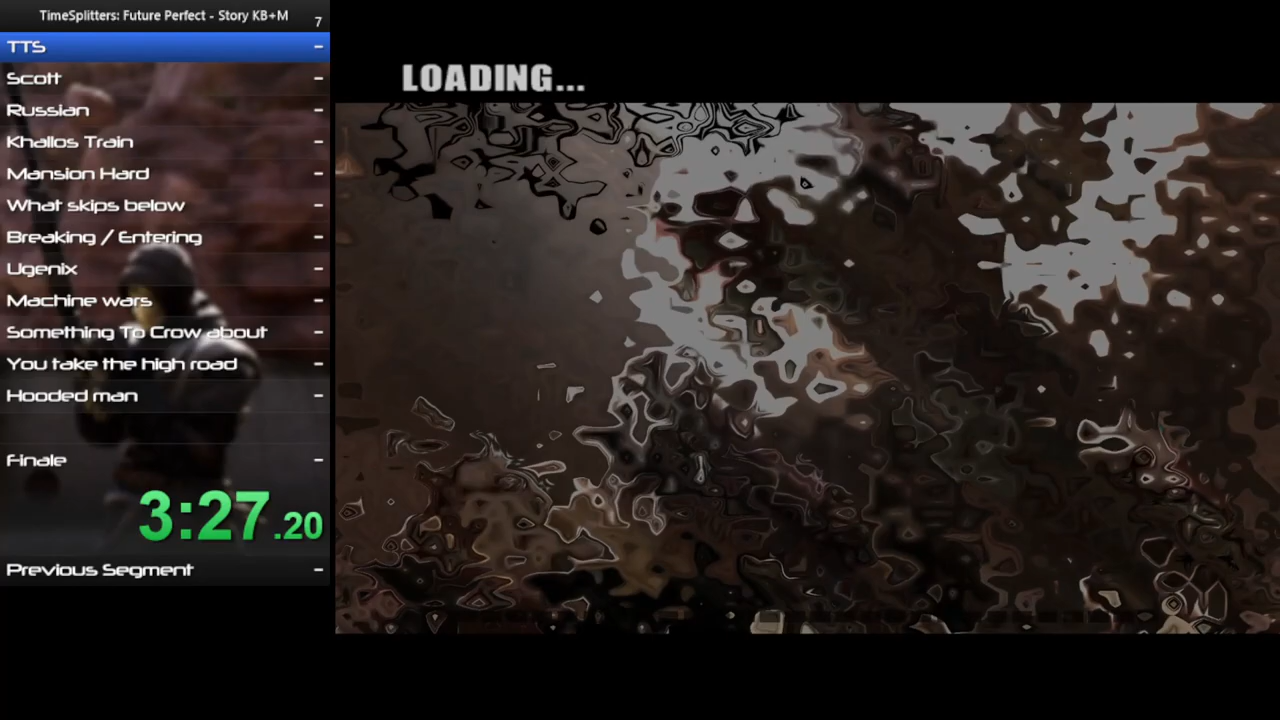 TimeSplitters: Future Perfect - Story KB+M
7
TTS -
Scott -
Russian -
Khallos Train -
Mansion Hard -
What skips below -
Breaking / Entering -
Ugenix -
Machine wars -
Something To Crow about -
You take the high road -
Hooded man -
Finale -
3:27.20
Previous Segment -
LOADING...